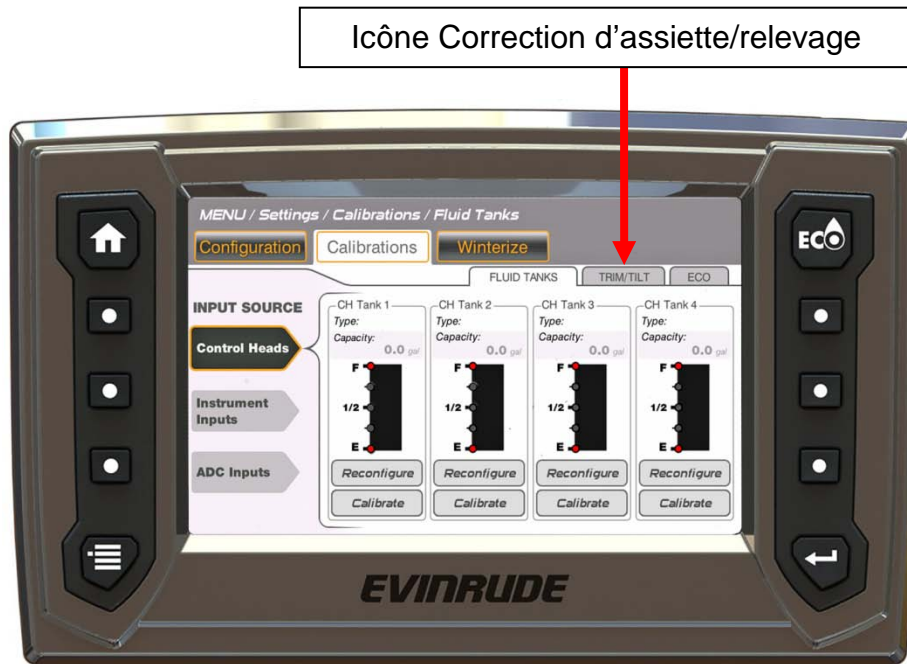 Icône Correction d'assiette/relevage
MENU / Settings / Calibrations / Fluid Tanks
Configuration Calibrations Winterize
ECO
FLUID TANKS TRIM/TILT ECO
INPUT SOURCE
Control Heads
Instrument
Inputs
ADC Inputs
CH Tank 1 CH Tank 2 CH Tank 3 CH Tank 4
Type: Type: Type: Type:
Capacity: Capacity: Capacity: Capacity:
0.0 gal 0.0 gal 0.0 gal 0.0 gal
F F F F
1/2 1/2 1/2 1/2
E E E E
Reconfigure Reconfigure Reconfigure Reconfigure
Calibrate Calibrate Calibrate Calibrate
EVINRUDE